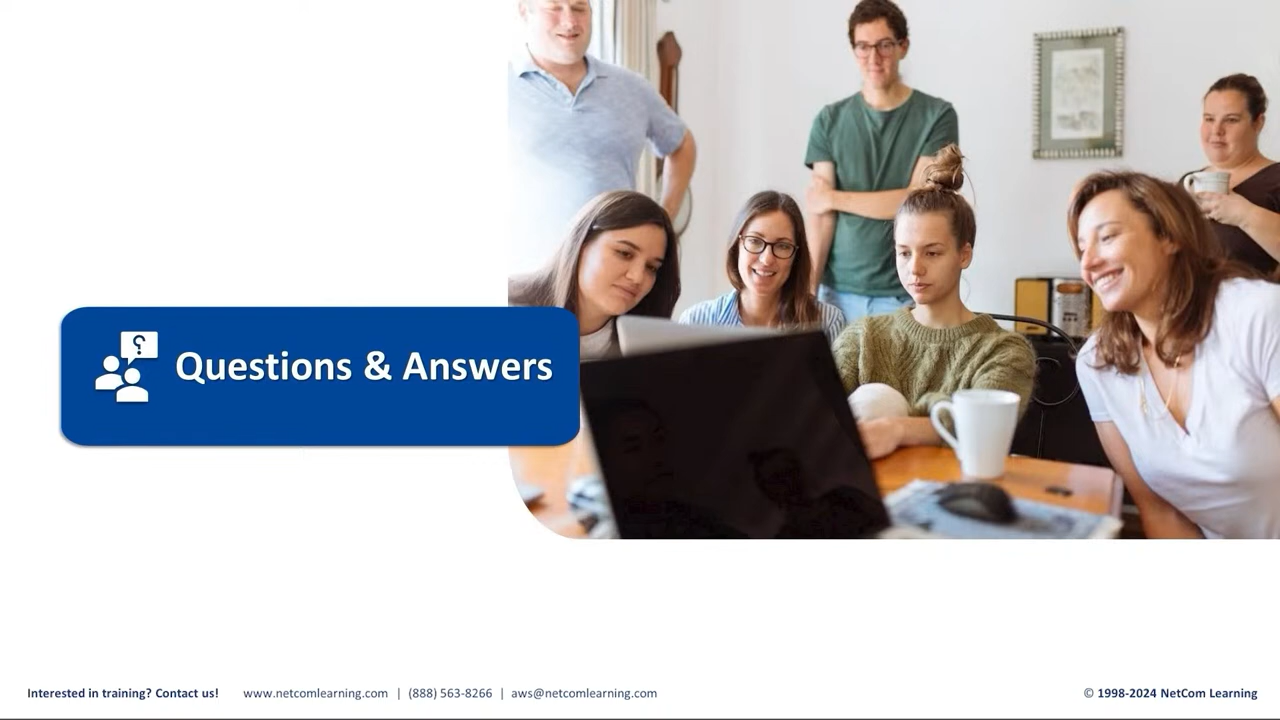 ?
Questions & Answers
Interested in training? Contact us! www.netcomlearning.com | (888) 563-8266 | aws@netcomlearning.com
© 1998-2024 NetCom Learning